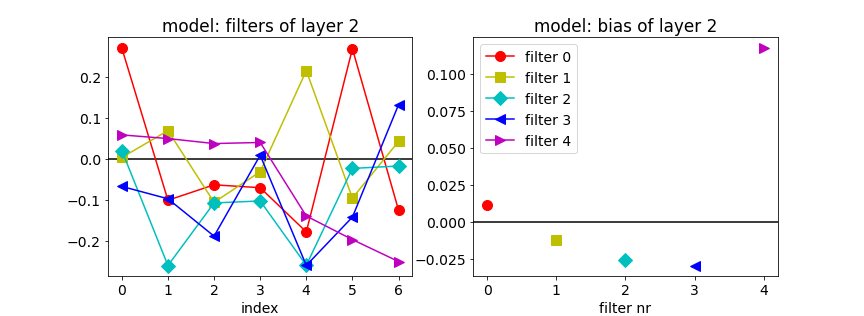 model: filters of layer 2
0.2
0.1
0.0
−0.1
−0.2
0 1 2 3 4 5 6
index
model: bias of layer 2
0.100
0.075
0.050
0.025
0.000
−0.025
filter 0
filter 1
filter 2
filter 3
filter 4
0 1 2 3 4
filter nr